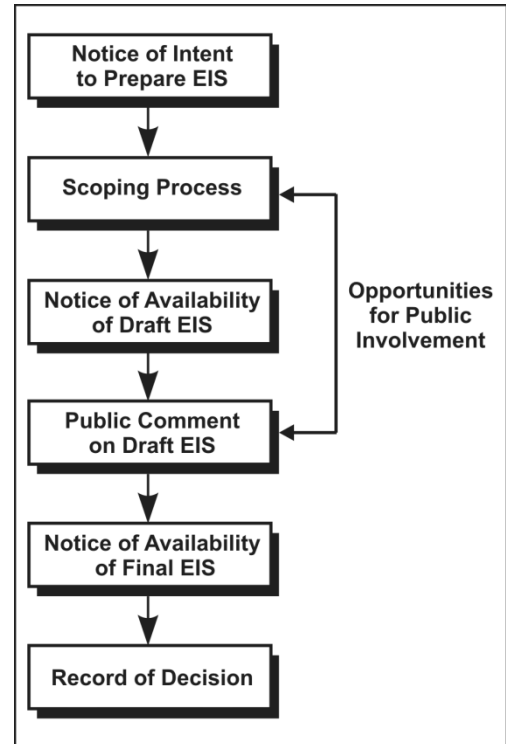 Notice of Intent
to Prepare EIS
Scoping Process
Notice of Availability
of Draft EIS
Opportunities
for Public
Involvement
Public Comment
on Draft EIS
Notice of Availability
of Final EIS
Record of Decision